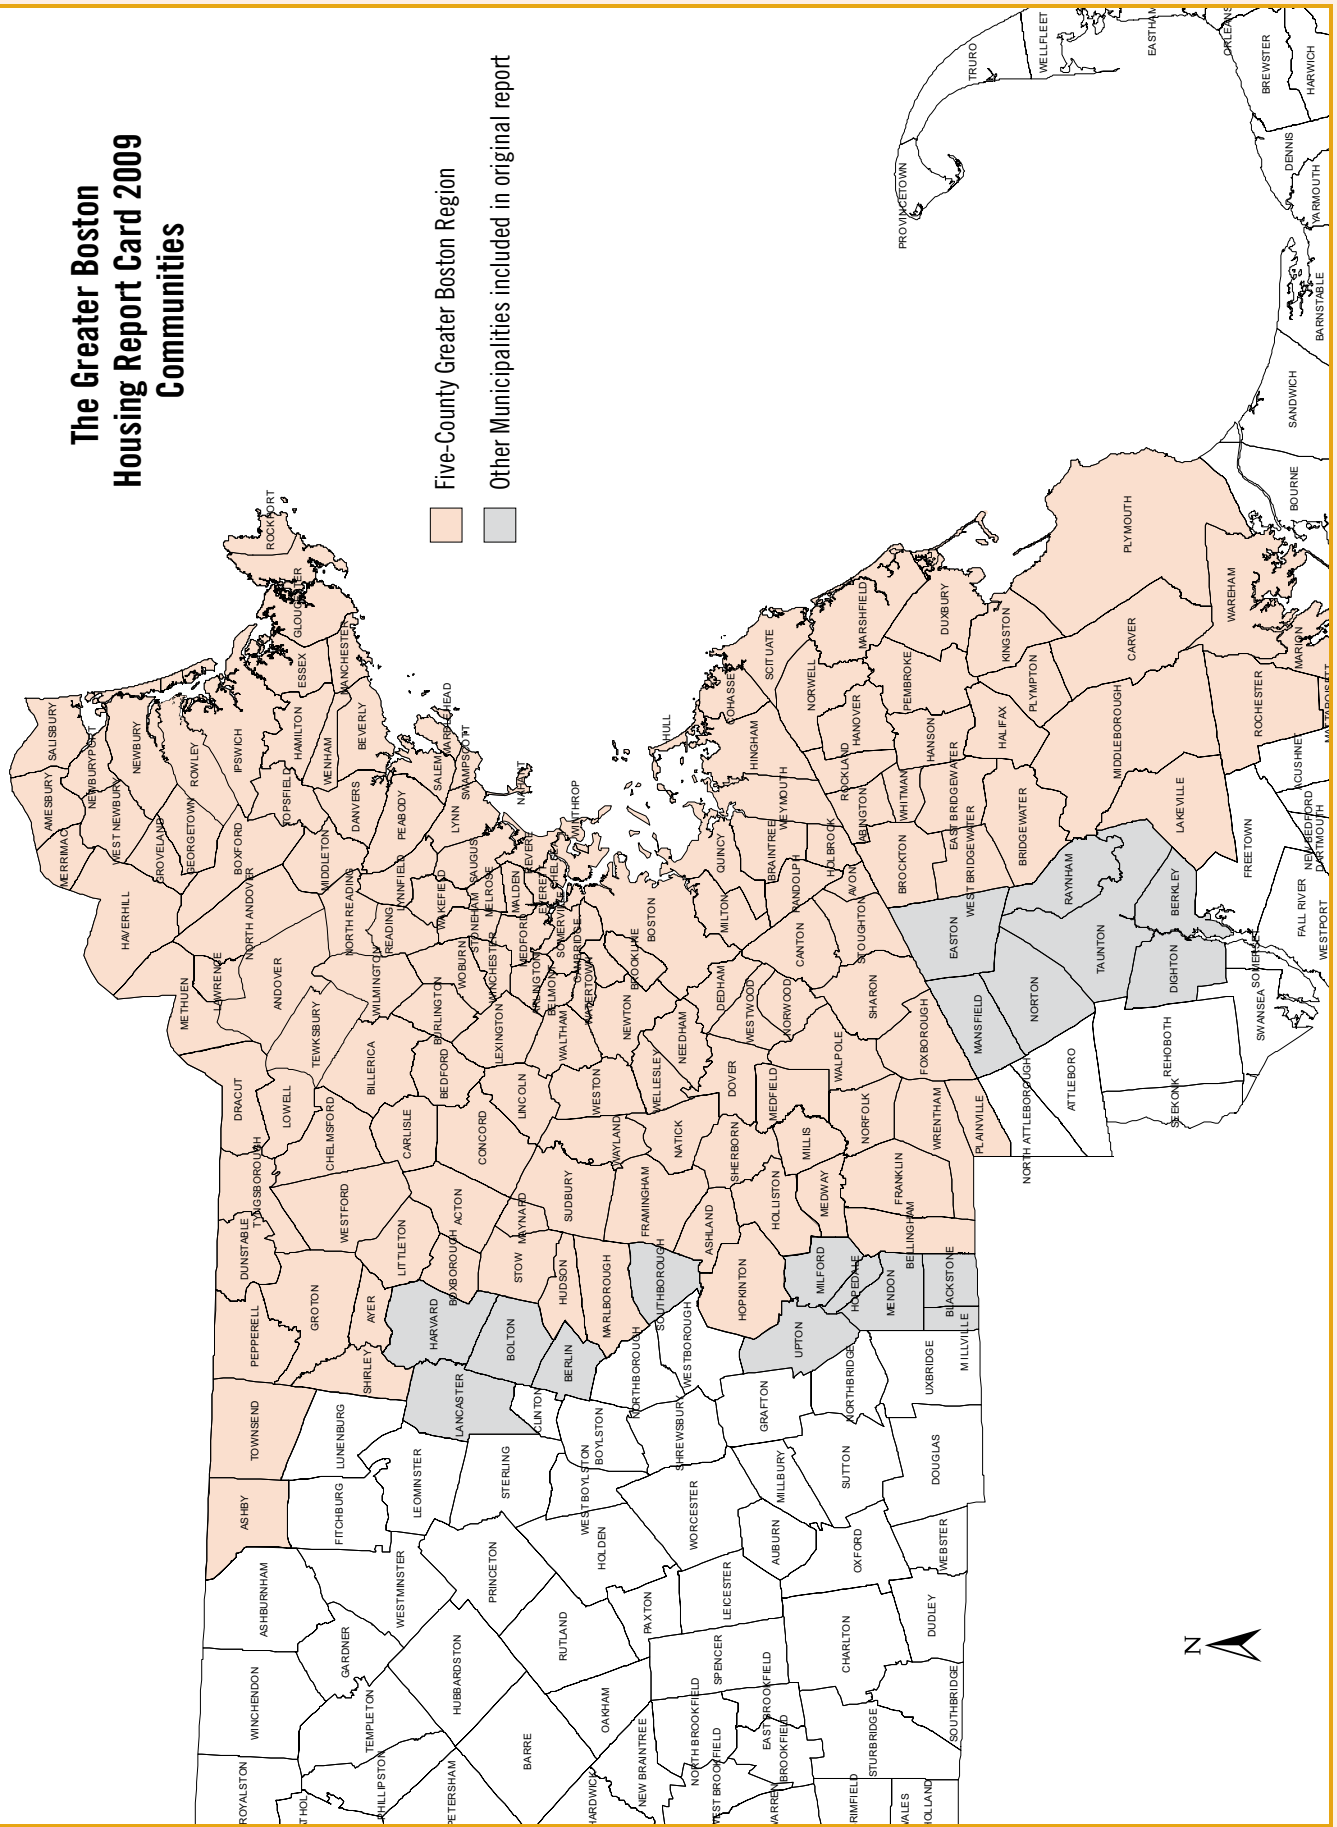 The Greater Boston
Housing Report Card 2009
Communities
Five-County Greater Boston Region
Other Municipalities included in original report
N
SALISBURY
AMESBURY
MERRIMAC
NEWBURYPORT
WEST NEWBURY
NEWBURY
GROVELAND
GEORGETOWN
ROWLEY
IPSWICH
BOXFORD
HAVERHILL
METHUEN
LAWRENCE
NORTH ANDOVER
ANDOVER
TOPSFIELD
HAMILTON
WENHAM
ESSEX
GLOUCESTER
ROCKPORT
MANCHESTER
BEVERLY
DANVERS
MIDDLETON
PEABODY
SALEM
MARBLEHEAD
SWAMPSCOTT
LYNN
LYNNFIELD
NORTH READING
READING
WAKEFIELD
SAUGUS
STONEHAM
MELROSE
MALDEN
REVERE
EVERETT
CHELSEA
NAHANT
WINTHROP
MEDFORD
SOMERVILLE
CAMBRIDGE
WINCHESTER
ARLINGTON
BELMONT
WATERTOWN
WOBURN
WILMINGTON
BURLINGTON
TEWKSBURY
BILLERICA
BEDFORD
LEXINGTON
WALTHAM
NEWTON
BROOKLINE
BOSTON
LINCOLN
WESTON
WELLESLEY
NEEDHAM
DEDHAM
DRACUT
LOWELL
CHELMSFORD
CARLISLE
CONCORD
WAYLAND
NATICK
DOVER
WESTWOOD
NORWOOD
TYNGSBOROUGH
DUNSTABLE
WESTFORD
LITTLETON
ACTON
BOXBOROUGH
MAYNARD
STOW
SUDBURY
FRAMINGHAM
SHERBORN
ASHLAND
HOLLISTON
MEDFIELD
MILLIS
MEDWAY
NORFOLK
WALPOLE
SHARON
FOXBOROUGH
WRENTHAM
PLAINVILLE
FRANKLIN
BELLINGHAM
PEPPERELL
GROTON
AYER
SHIRLEY
HARVARD
BOLTON
BERLIN
HUDSON
MARLBOROUGH
SOUTHBOROUGH
HOPKINTON
MILFORD
HOPEDALE
MENDON
BLACKSTONE
MILLVILLE
UPTON
NORTHBRIDGE
UXBRIDGE
TOWNSEND
ASHBY
LUNENBURG
FITCHBURG
LEOMINSTER
LANCASTER
CLINTON
STERLING
BOYLSTON
WEST BOYLSTON
NORTHBOROUGH
WESTBOROUGH
SHREWSBURY
GRAFTON
MILLBURY
SUTTON
DOUGLAS
WORCESTER
AUBURN
OXFORD
WEBSTER
ASHBURNHAM
WESTMINSTER
PRINCETON
HOLDEN
PAXTON
LEICESTER
RUTLAND
GARDNER
WINCHENDON
TEMPLETON
HUBBARDSTON
BARRE
OAKHAM
SPENCER
CHARLTON
DUDLEY
SOUTHBRIDGE
STURBRIDGE
NORTH BROOKFIELD
EAST BROOKFIELD
BROOKFIELD
EST BROOKFIELD
NEW BRAINTREE
ROYALSTON
THOL
PHILLIPSTON
PETERSHAM
HARDWICK
ARREN
RIMFIELD
ALES
OLLAND
HULL
QUINCY
MILTON
BRAINTREE
WEYMOUTH
HINGHAM
COHASSET
SCITUATE
NORWELL
MARSHFIELD
HANOVER
ROCKLAND
RANDOLPH
HOLBROOK
ABINGTON
AVON
CANTON
STOUGHTON
BROCKTON
WHITMAN
HANSON
PEMBROKE
DUXBURY
KINGSTON
PLYMPTON
HALIFAX
EAST BRIDGEWATER
WEST BRIDGEWATER
BRIDGEWATER
EASTON
MANSFIELD
NORTON
RAYNHAM
TAUNTON
BERKLEY
DIGHTON
NORTH ATTLEBOROUGH
ATTLEBORO
REHOBOTH
SEEKONK
SWANSEA
SOMERSET
FALL RIVER
WESTPORT
FREETOWN
LAKEVILLE
MIDDLEBOROUGH
CARVER
PLYMOUTH
WAREHAM
ROCHESTER
MARION
ACUSHNET
NEW BEDFORD
DARTMOUTH
BOURNE
SANDWICH
BARNSTABLE
YARMOUTH
DENNIS
BREWSTER
HARWICH
ORLEANS
EASTHAM
WELLFLEET
TRURO
PROVINCETOWN